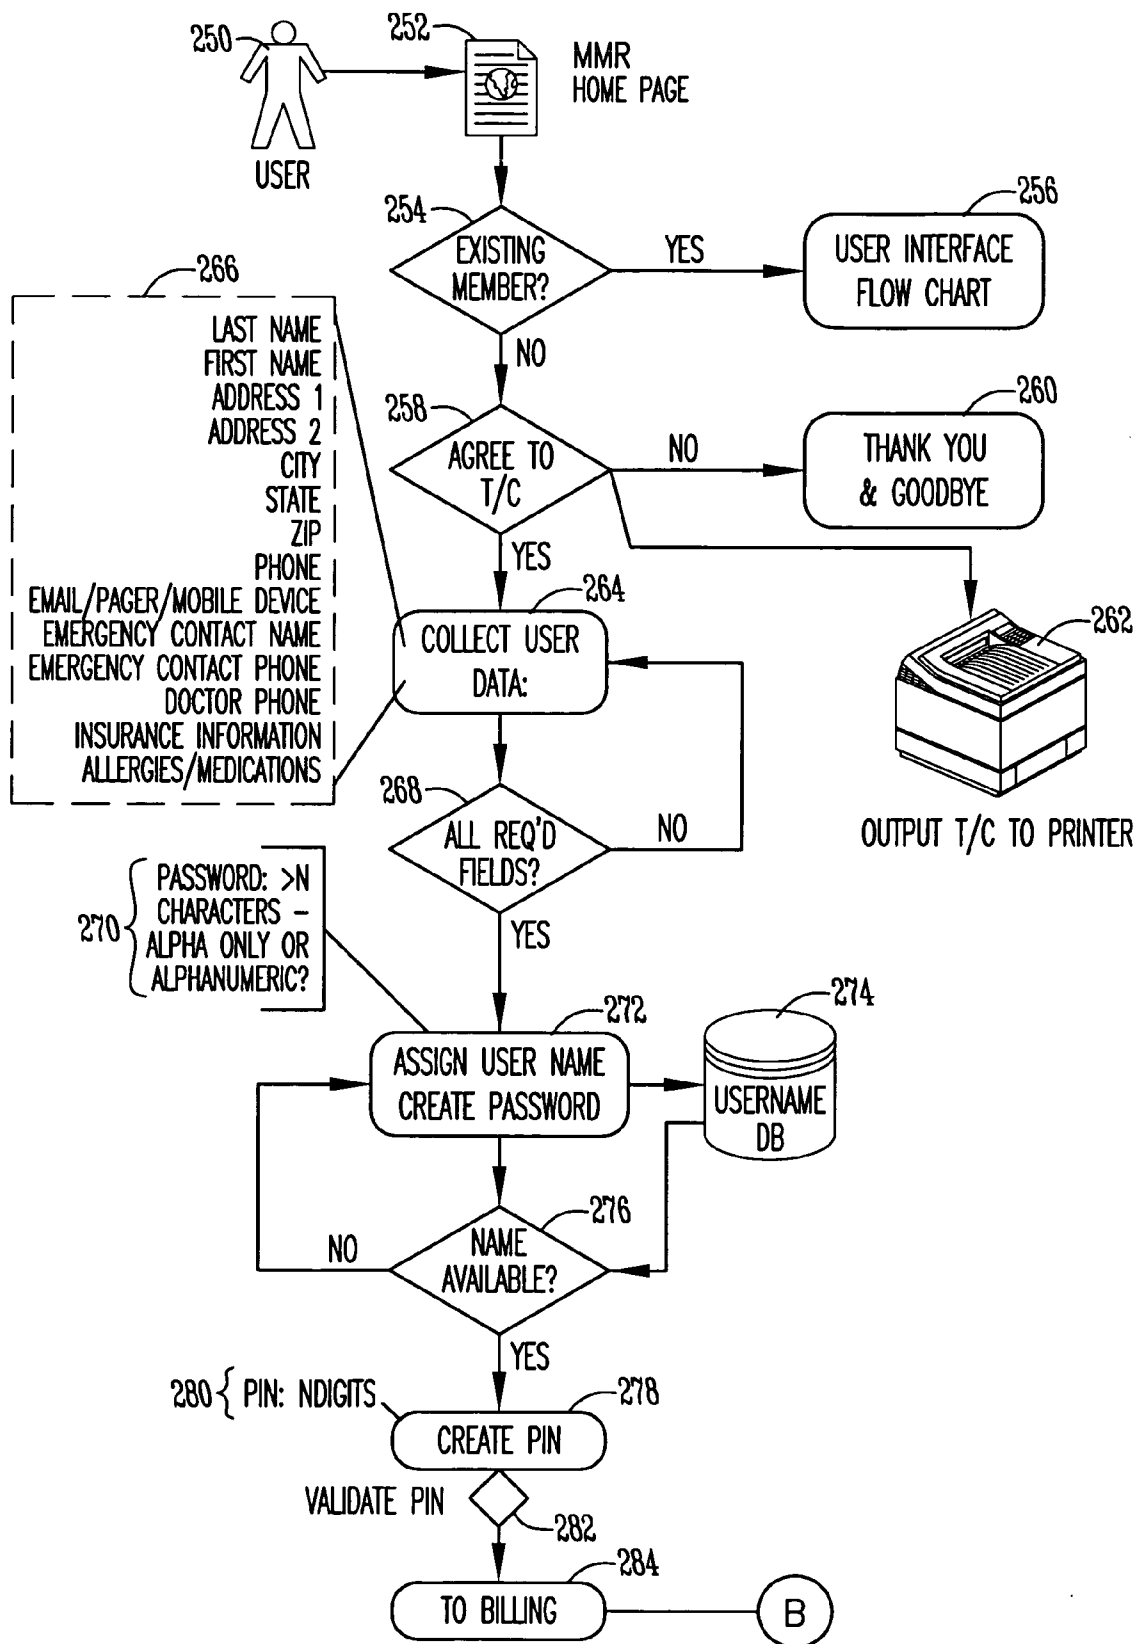 250
252
MMR
HOME PAGE
USER
254
EXISTING
MEMBER?
YES
256
USER INTERFACE
FLOW CHART
NO
266
LAST NAME
FIRST NAME
ADDRESS 1
ADDRESS 2
CITY
STATE
ZIP
PHONE
EMAIL/PAGER/MOBILE DEVICE
EMERGENCY CONTACT NAME
EMERGENCY CONTACT PHONE
DOCTOR PHONE
INSURANCE INFORMATION
ALLERGIES/MEDICATIONS
258
AGREE TO
T/C
NO
260
THANK YOU
& GOODBYE
YES
262
OUTPUT T/C TO PRINTER
264
COLLECT USER
DATA:
268
ALL REQ'D
FIELDS?
NO
YES
270
PASSWORD: >N
CHARACTERS –
ALPHA ONLY OR
ALPHANUMERIC?
272
ASSIGN USER NAME
CREATE PASSWORD
274
USERNAME
DB
276
NAME
AVAILABLE?
NO
YES
280
PIN: NDIGITS
278
CREATE PIN
VALIDATE PIN
282
284
TO BILLING
B